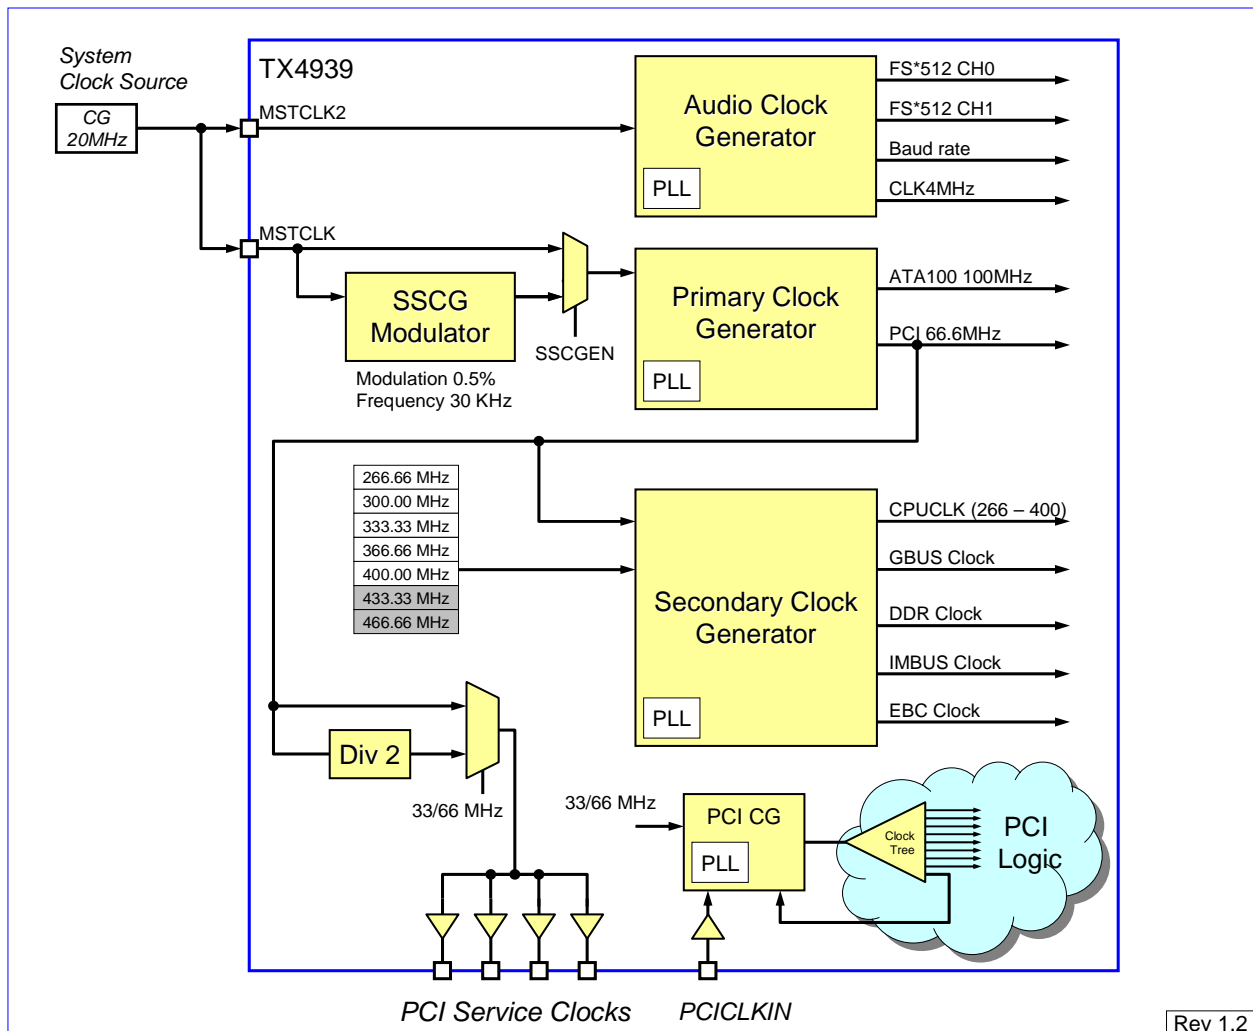 System
Clock Source
CG
20MHz
TX4939
MSTCLK2
Audio Clock
Generator
PLL
FS*512 CH0
FS*512 CH1
Baud rate
CLK4MHz
MSTCLK
SSCG
Modulator
Modulation 0.5%
Frequency 30 KHz
SSCGEN
Primary Clock
Generator
PLL
ATA100 100MHz
PCI 66.6MHz
266.66 MHz
300.00 MHz
333.33 MHz
366.66 MHz
400.00 MHz
433.33 MHz
466.66 MHz
Secondary Clock
Generator
PLL
CPUCLK (266 – 400)
GBUS Clock
DDR Clock
IMBUS Clock
EBC Clock
Div 2
33/66 MHz
33/66 MHz
PCI CG
PLL
Clock
Tree
PCI
Logic
PCI Service Clocks
PCICLKIN
Rev 1.2